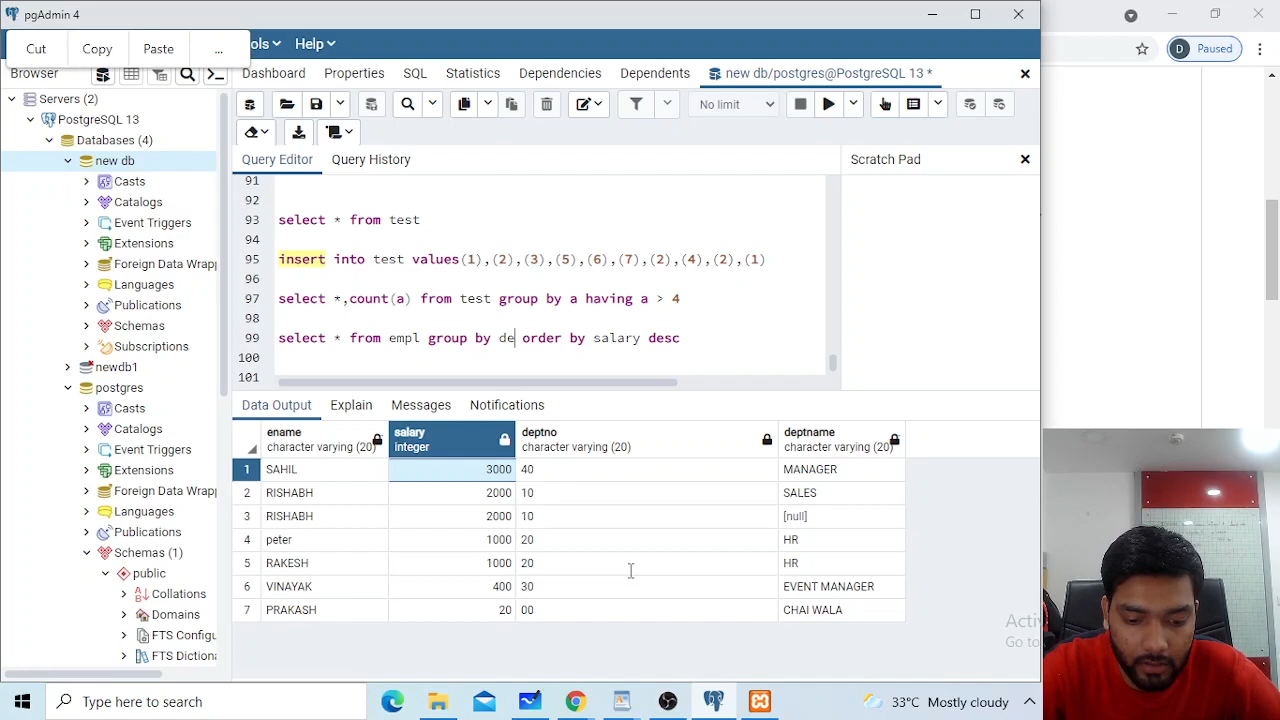 pgAdmin 4
Cut Copy Paste ...
ols Help
Browser
Dashboard Properties SQL Statistics Dependencies Dependents new db/postgres@PostgreSQL 13 *
D Paused
No limit
Query Editor Query History
Scratch Pad
Servers (2)
PostgreSQL 13
Databases (4)
new db
Casts
Catalogs
Event Triggers
Extensions
Foreign Data Wrap
Languages
Publications
Schemas
Subscriptions
newdb1
postgres
Casts
Catalogs
Event Triggers
Extensions
Foreign Data Wrap
Languages
Publications
Schemas (1)
public
Collations
Domains
FTS Configu
FTS Dictiona
91
92
93 select * from test
94
95 insert into test values(1),(2),(3),(5),(6),(7),(2),(4),(2),(1)
96
97 select *,count(a) from test group by a having a > 4
98
99 select * from empl group by de order by salary desc
100
101
Data Output Explain Messages Notifications
ename salary deptno deptname
character varying (20) integer character varying (20) character varying (20)
1 SAHIL 3000 40 MANAGER
2 RISHABH 2000 10 SALES
3 RISHABH 2000 10 [null]
4 peter 1000 20 HR
5 RAKESH 1000 20 HR
6 VINAYAK 400 30 EVENT MANAGER
7 PRAKASH 20 00 CHAI WALA
Activ
Go to
Type here to search
33°C Mostly cloudy